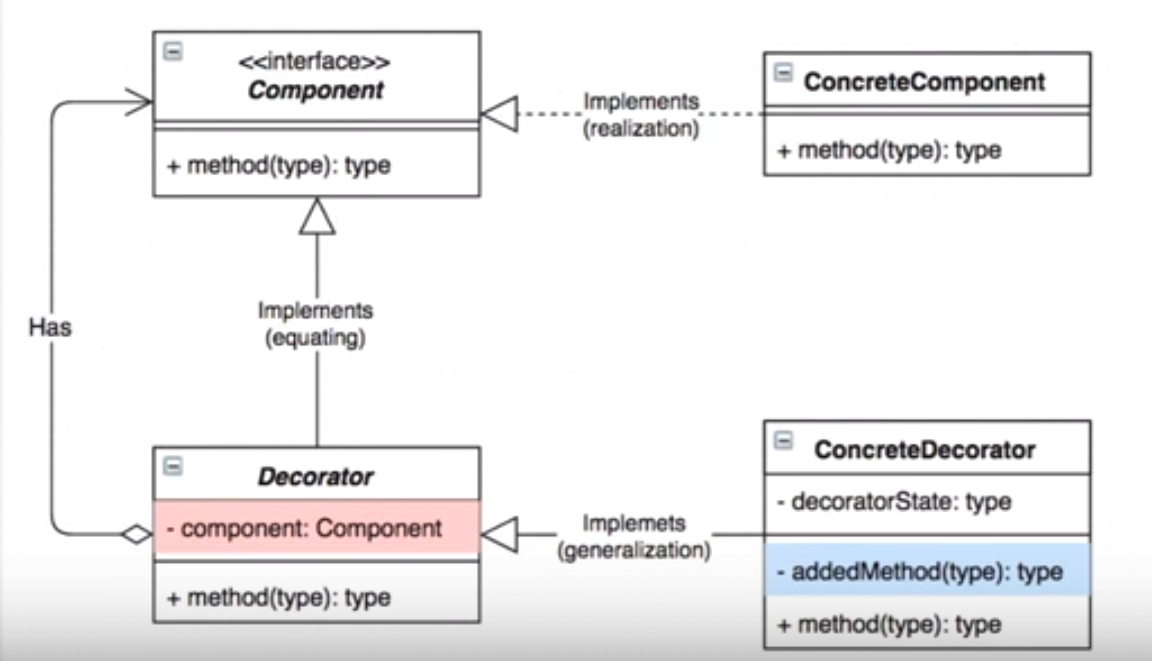 <<interface>>
Component
+ method(type): type
Implements
(realization)
ConcreteComponent
+ method(type): type
Has
Implements
(equating)
Decorator
- component: Component
+ method(type): type
Implemets
(generalization)
ConcreteDecorator
- decoratorState: type
- addedMethod(type): type
+ method(type): type